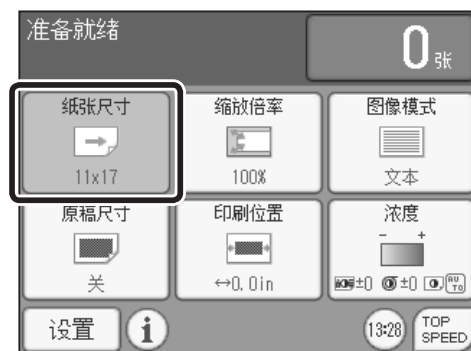 准备就绪
0张
纸张尺寸 缩放倍率 图像模式
11x17 100% 文本
原稿尺寸 印刷位置 浓度
- +
关 ↔0.0in ±0 ±0 AUTO
设置 i 13:28 TOP SPEED